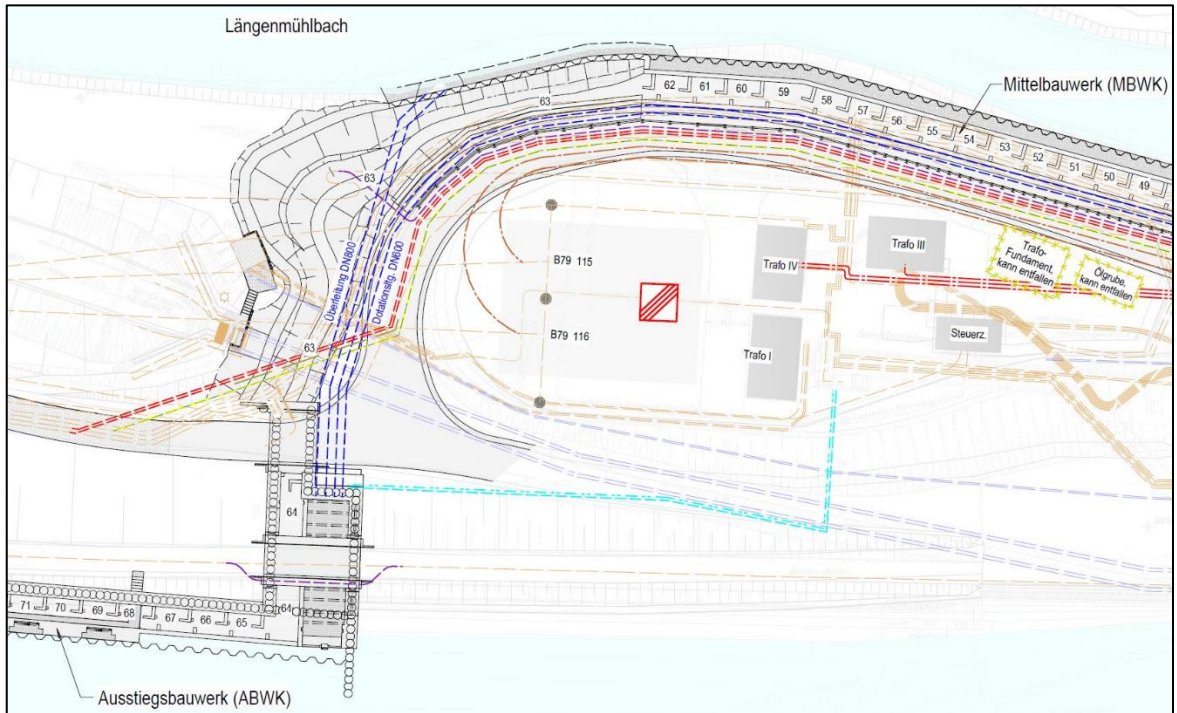 Längenmühlbach
Mittelbauwerk (MBWK)
62 61 60 59 58 57 56 55 54 53 52 51 50 49
63
63
63
Überleitung DN800
Dotationsltg. DN600
B79 115
B79 116
Trafo IV
Trafo III
Trafo I
Trafo-
Fundament,
kann entfallen
Ölgrube,
kann entfallen
Steuerz.
64
64
71 70 69 68 67 66 65
Ausstiegsbauwerk (ABWK)